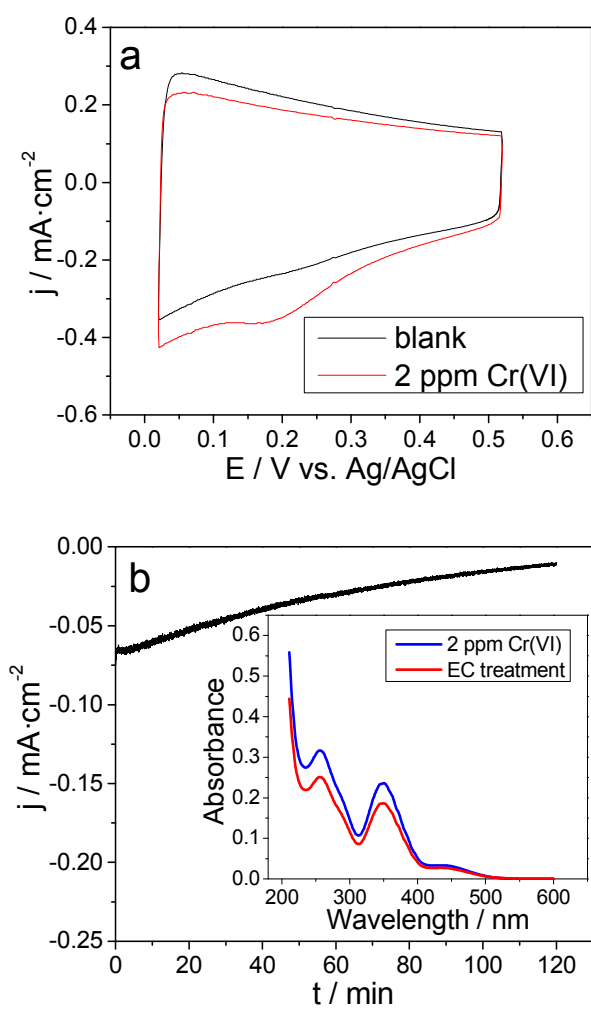 a
0.4
0.2
0.0
-0.2
-0.4
-0.6
j / mA·cm-2
blank
2 ppm Cr(VI)
0.0 0.1 0.2 0.3 0.4 0.5 0.6
E / V vs. Ag/AgCl
b
0.00
-0.05
-0.10
-0.15
-0.20
-0.25
j / mA·cm-2
2 ppm Cr(VI)
EC treatment
0.6
0.5
0.4
0.3
0.2
0.1
0.0
Absorbance
200 300 400 500 600
Wavelength / nm
0 20 40 60 80 100 120
t / min